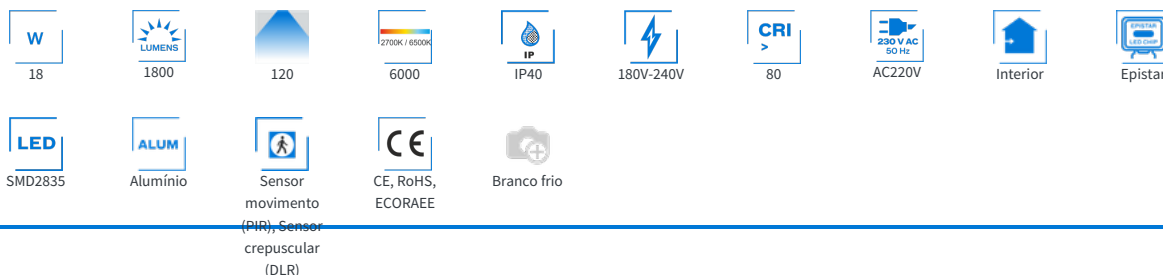 W
18
LUMENS
1800
120
2700K / 6500K
6000
IP
IP40
180V-240V
CRI
>
80
230 V AC
50 Hz
AC220V
Interior
EPISTAR
LED CHIP
Epistar
LED
SMD2835
ALUM
Alumínio
Sensor
movimento
(PIR), Sensor
crepuscular
(DLR)
CE
CE, RoHS,
ECORAEE
Branco frio